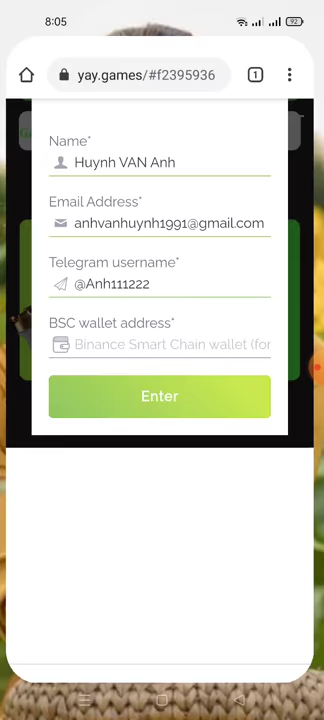 8:05
92
yay.games/#f2395936
1
Name*
Huynh VAN Anh
Email Address*
anhvanhuynh1991@gmail.com
Telegram username*
@Anh111222
BSC wallet address*
Binance Smart Chain wallet (for
Enter